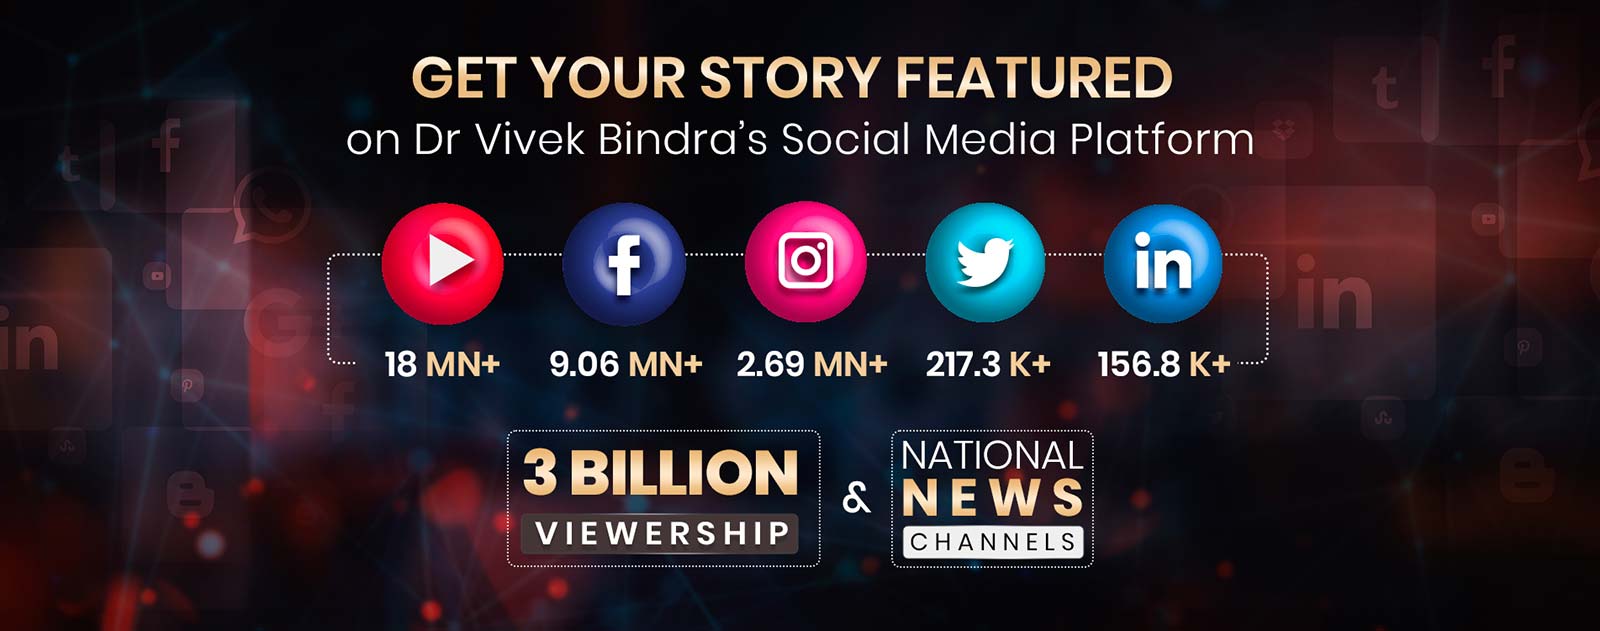 GET YOUR STORY FEATURED
on Dr Vivek Bindra's Social Media Platform
18 MN+ 9.06 MN+ 2.69 MN+ 217.3 K+ 156.8 K+
3 BILLION
VIEWERSHIP
&
NATIONAL
NEWS
CHANNELS